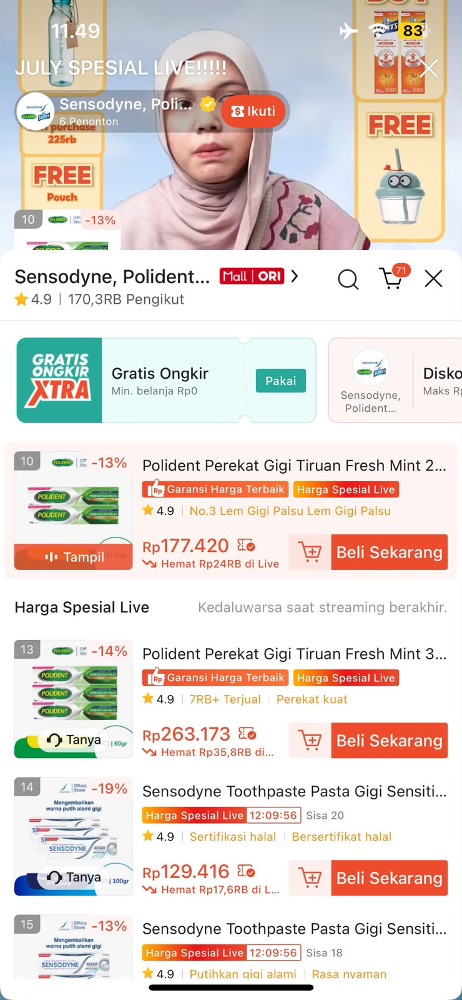 11.49
83
JULY SPESIAL LIVE!!!!!
Sensodyne, Poli...
6 Penonton
Ikuti
purchase
225rb
FREE
Pouch
FREE
10
POLIDENT
-13%
Sensodyne, Polident... Mall | ORI
4.9 | 170,3RB Pengikut
71
GRATIS ONGKIR XTRA
Gratis Ongkir
Min. belanja Rp0
Pakai
Sensodyne,
Polident...
Disko
Maks R
10
POLIDENT
-13%
POLIDENT
POLIDENT
Tampil
Polident Perekat Gigi Tiruan Fresh Mint 2...
Rp Garansi Harga Terbaik Harga Spesial Live
4.9 | No.3 Lem Gigi Palsu Lem Gigi Palsu
Rp177.420
Hemat Rp24RB di Live
Beli Sekarang
Harga Spesial Live
Kedaluwarsa saat streaming berakhir.
13
POLIDENT
-14%
POLIDENT
POLIDENT
POLIDENT
Tanya
| 60gr
Polident Perekat Gigi Tiruan Fresh Mint 3...
Rp Garansi Harga Terbaik Harga Spesial Live
4.9 | 7RB+ Terjual | Perekat kuat
Rp263.173
Hemat Rp35,8RB di...
Beli Sekarang
14
Store
-19%
Mengembalikan
warna putih alami gigi
SENSODYNE
REPAIR
Tanya
| 100gr
Sensodyne Toothpaste Pasta Gigi Sensiti...
Harga Spesial Live 12:09:56 Sisa 20
4.9 | Sertifikasi halal | Bersertifikat halal
Rp129.416
Hemat Rp17,6RB di L...
Beli Sekarang
15
Store
-13%
Mengembalikan
warna putih alami gigi
SENSODYNE
REPAIR
Sensodyne Toothpaste Pasta Gigi Sensiti...
Harga Spesial Live 12:09:56 Sisa 18
4.9 | Putihkan gigi alami | Rasa nyaman